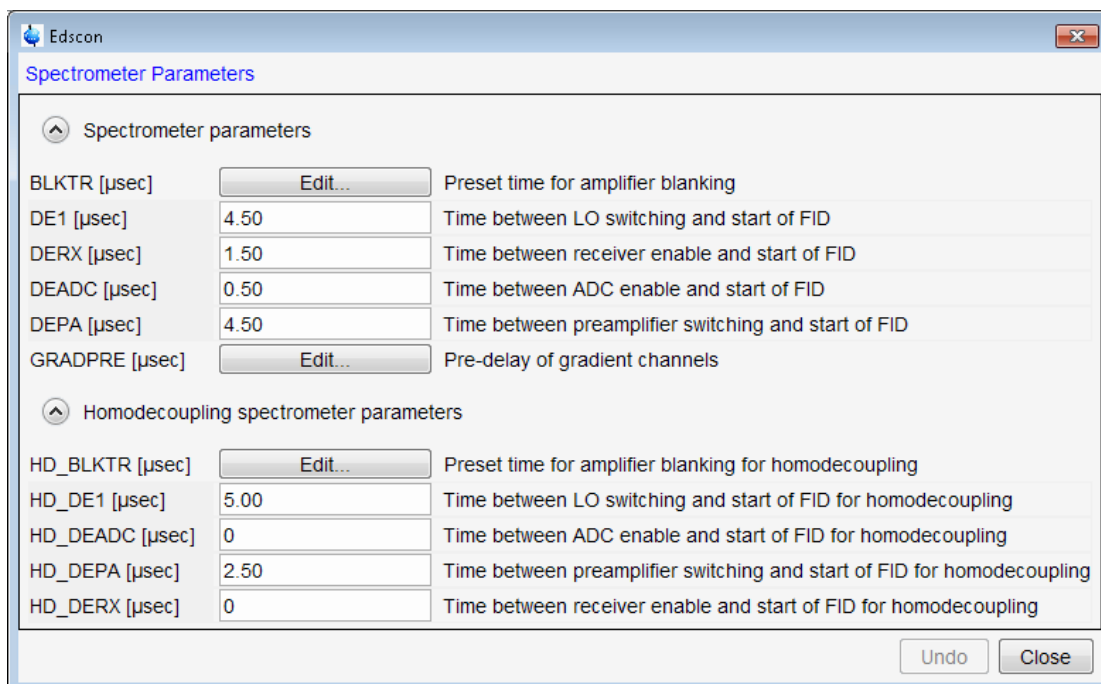 Edscon
Spectrometer Parameters
Spectrometer parameters
BLKTR [µsec] Edit... Preset time for amplifier blanking
DE1 [µsec] 4.50 Time between LO switching and start of FID
DERX [µsec] 1.50 Time between receiver enable and start of FID
DEADC [µsec] 0.50 Time between ADC enable and start of FID
DEPA [µsec] 4.50 Time between preamplifier switching and start of FID
GRADPRE [µsec] Edit... Pre-delay of gradient channels
Homodecoupling spectrometer parameters
HD_BLKTR [µsec] Edit... Preset time for amplifier blanking for homodecoupling
HD_DE1 [µsec] 5.00 Time between LO switching and start of FID for homodecoupling
HD_DEADC [µsec] 0 Time between ADC enable and start of FID for homodecoupling
HD_DEPA [µsec] 2.50 Time between preamplifier switching and start of FID for homodecoupling
HD_DERX [µsec] 0 Time between receiver enable and start of FID for homodecoupling
Undo Close